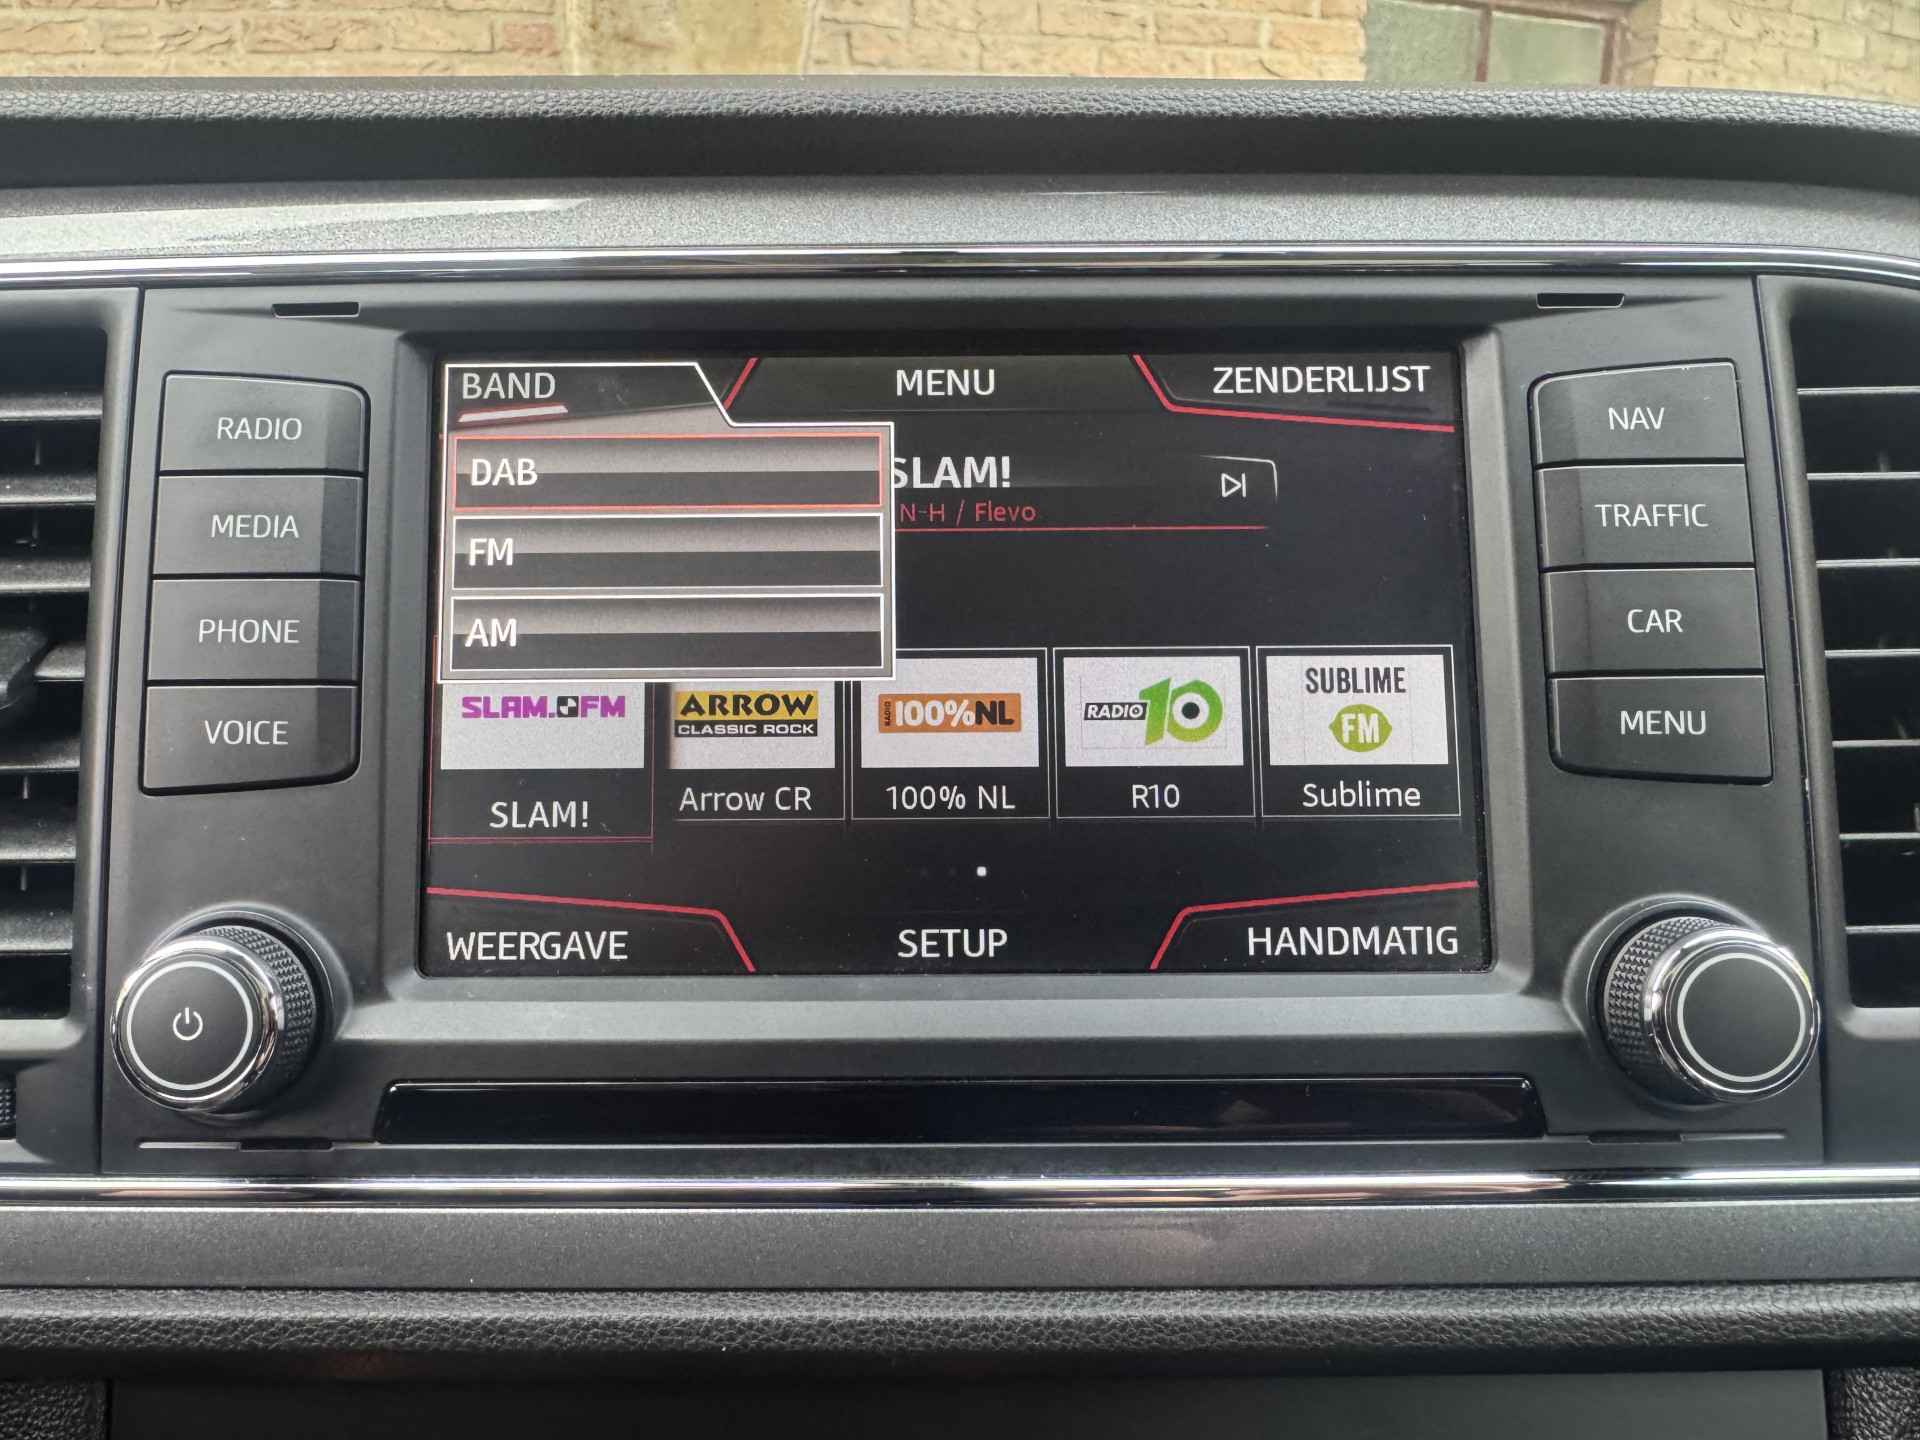 BAND
MENU
ZENDERLIJST
DAB
FM
AM
SLAM!
N-H / Flevo
RADIO
MEDIA
PHONE
VOICE
NAV
TRAFFIC
CAR
MENU
SLAM. FM
SLAM!
ARROW
CLASSIC ROCK
Arrow CR
RADIO 100%NL
100% NL
RADIO 10
R10
SUBLIME
FM
Sublime
WEERGAVE
SETUP
HANDMATIG